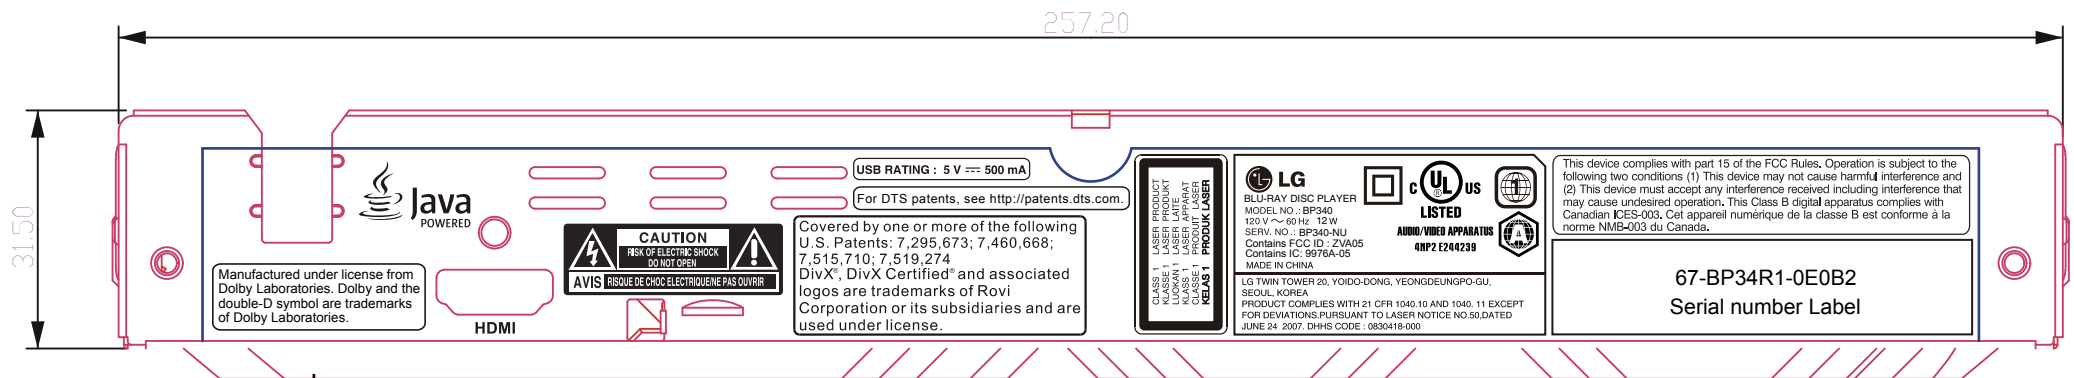 257.20
31.50
Java
POWERED
Manufactured under license from
Dolby Laboratories. Dolby and the
double-D symbol are trademarks
of Dolby Laboratories.
HDMI
CAUTION
RISK OF ELECTRIC SHOCK
DO NOT OPEN
AVIS RISQUE DE CHOC ELECTRIQUE/NE PAS OUVRIR
USB RATING : 5 V ⎓ 500 mA
For DTS patents, see http://patents.dts.com.
Covered by one or more of the following
U.S. Patents: 7,295,673; 7,460,668;
7,515,710; 7,519,274
DivX®, DivX Certified® and associated
logos are trademarks of Rovi
Corporation or its subsidiaries and are
used under license.
CLASS 1 LASER PRODUCT
KLASSE 1 LASER PRODUKT
LUOKAN 1 LASER LAITE
KLASS 1 LASER APPARAT
CLASSE 1 PRODUIT LASER
KELAS 1 PRODUK LASER
LG
BLU-RAY DISC PLAYER
MODEL NO .: BP340
120 V ~ 60 Hz 12 W
SERV. NO .: BP340-NU
Contains FCC ID : ZVA05
Contains IC: 9976A-05
MADE IN CHINA
C UL ® US
LISTED
AUDIO/VIDEO APPARATUS
4NP2 E244239
1
LG TWIN TOWER 20, YOIDO-DONG, YEONGDEUNGPO-GU,
SEOUL, KOREA
PRODUCT COMPLIES WITH 21 CFR 1040.10 AND 1040. 11 EXCEPT
FOR DEVIATIONS.PURSUANT TO LASER NOTICE NO.50,DATED
JUNE 24 2007. DHHS CODE : 0830418-000
This device complies with part 15 of the FCC Rules. Operation is subject to the
following two conditions (1) This device may not cause harmful interference and
(2) This device must accept any interference received including interference that
may cause undesired operation. This Class B digital apparatus complies with
Canadian ICES-003. Cet appareil numérique de la classe B est conforme à la
norme NMB-003 du Canada.
67-BP34R1-0E0B2
Serial number Label